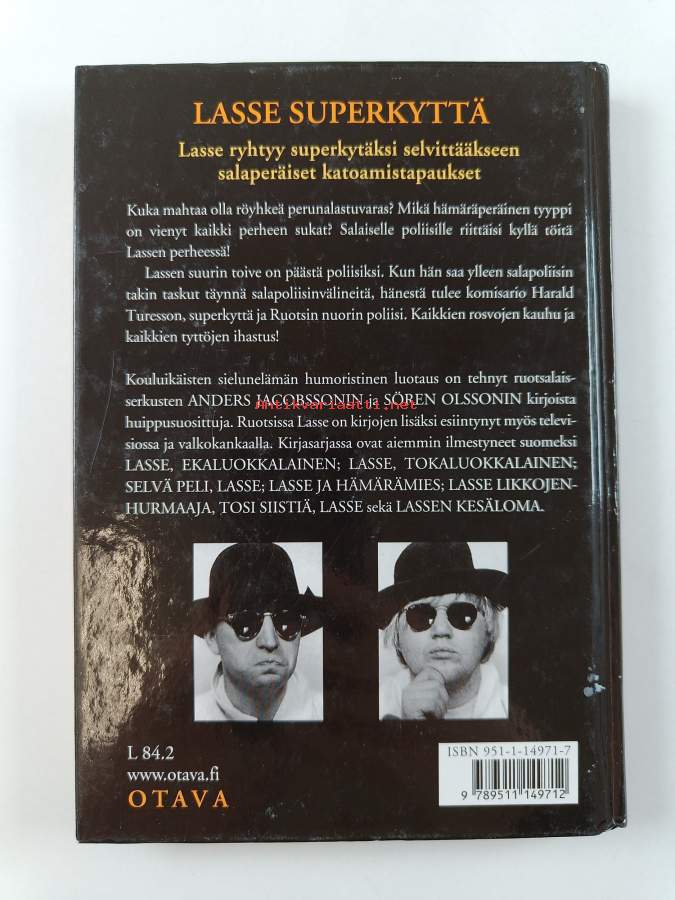 LASSE SUPERKYTTÄ
Lasse ryhtyy superkytäksi selvittääkseen
salaperäiset katoamistapaukset
Kuka mahtaa olla röyhkeä perunalastuvaras? Mikä hämäräperäinen tyyppi
on vienyt kaikki perheen sukat? Salaiselle poliisille riittäisi kyllä töitä
Lassen perheessä!
Lassen suurin toive on päästä poliisiksi. Kun hän saa ylleen salapoliisin
takin taskut täynnä salapoliisinvälineitä, hänestä tulee komisario Harald
Turesson, superkyttä ja Ruotsin nuorin poliisi. Kaikkien rosvojen kauhu ja
kaikkien tyttöjen ihastus!
Kouluikäisten sielunelämän humoristinen luotaus on tehnyt ruotsalais-
serkusten ANDERS JACOBSSONIN ja SÖREN OLSSONIN kirjoista
Antikvariaatti.net
huippusuosittuja. Ruotsissa Lasse on kirjojen lisäksi esiintynyt myös televi-
siossa ja valkokankaalla. Kirjasarjassa ovat aiemmin ilmestyneet suomeksi
LASSE, EKALUOKKALAINEN; LASSE, TOKALUOKKALAINEN;
SELVÄ PELI, LASSE; LASSE JA HÄMÄRÄMIES; LASSE LIKKOJEN-
HURMAAJA, TOSI SIISTIÄ, LASSE sekä LASSEN KESÄLOMA.
L 84.2
www.otava.fi
OTAVA
ISBN 951-1-14971-7
9 789511 149712